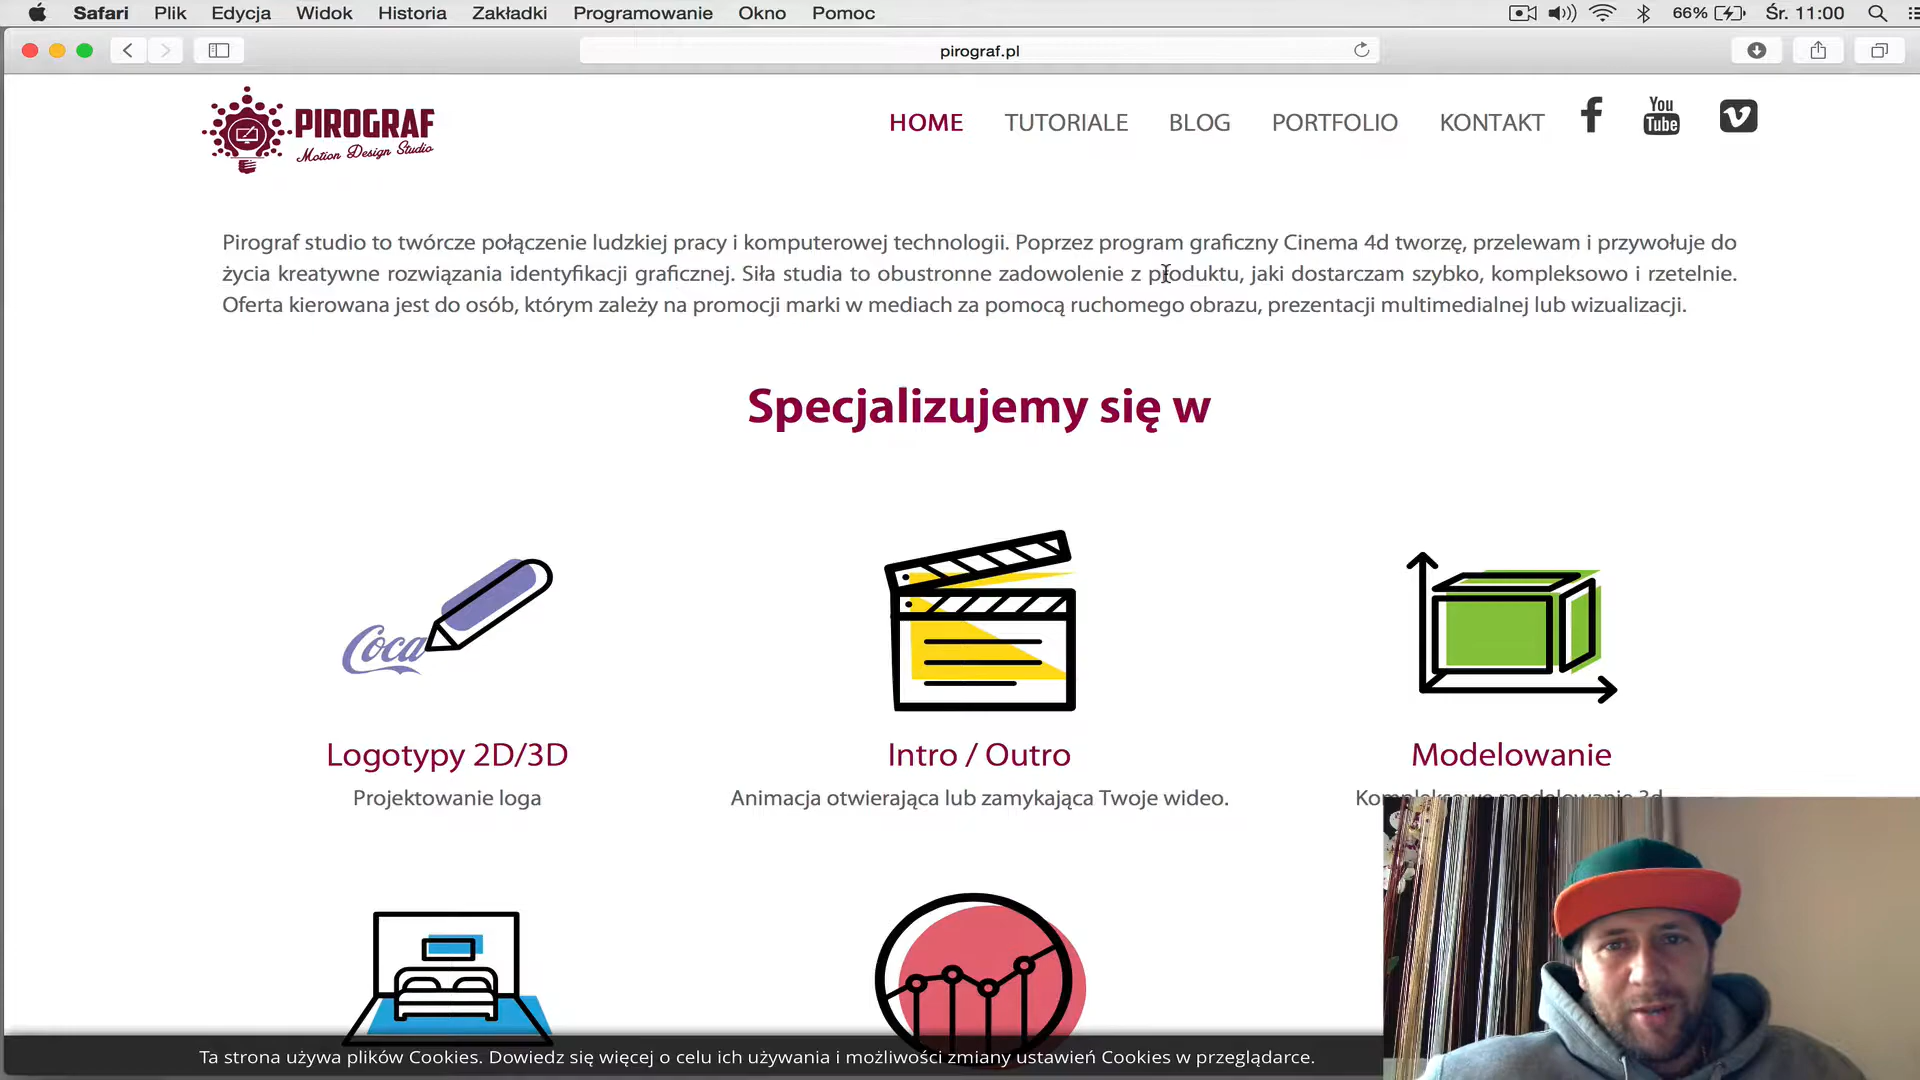 Safari Plik Edycja Widok Historia Zakładki Programowanie Okno Pomoc 66% Śr. 11:00
pirograf.pl
PIROGRAF
Motion Design Studio
HOME TUTORIALE BLOG PORTFOLIO KONTAKT You Tube
Pirograf studio to twórcze połączenie ludzkiej pracy i komputerowej technologii. Poprzez program graficzny Cinema 4d tworzę, przelewam i przywołuje do
życia kreatywne rozwiązania identyfikacji graficznej. Siła studia to obustronne zadowolenie z produktu, jaki dostarczam szybko, kompleksowo i rzetelnie.
Oferta kierowana jest do osób, którym zależy na promocji marki w mediach za pomocą ruchomego obrazu, prezentacji multimedialnej lub wizualizacji.
Specjalizujemy się w
Coca
Logotypy 2D/3D
Projektowanie loga
Intro / Outro
Animacja otwierająca lub zamykająca Twoje wideo.
Modelowanie
Kompleksowe modelowanie 3d
Ta strona używa plików Cookies. Dowiedz się więcej o celu ich używania i możliwości zmiany ustawień Cookies w przeglądarce.